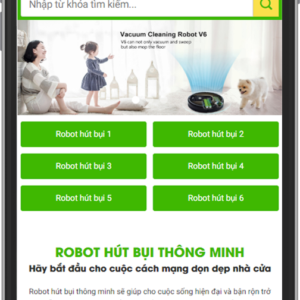 Nhập từ khóa tìm kiếm...
Vacuum Cleaning Robot V6
V6 can not only vacuum and sweep
but also mop the floor
Robot hút bụi 1
Robot hút bụi 2
Robot hút bụi 3
Robot hút bụi 4
Robot hút bụi 5
Robot hút bụi 6
ROBOT HÚT BỤI THÔNG MINH
Hãy bắt đầu cho cuộc cách mạng dọn dẹp nhà cửa
Robot hút bụi thông minh sẽ giúp cho cuộc sống hiện đại và bận rộn trở